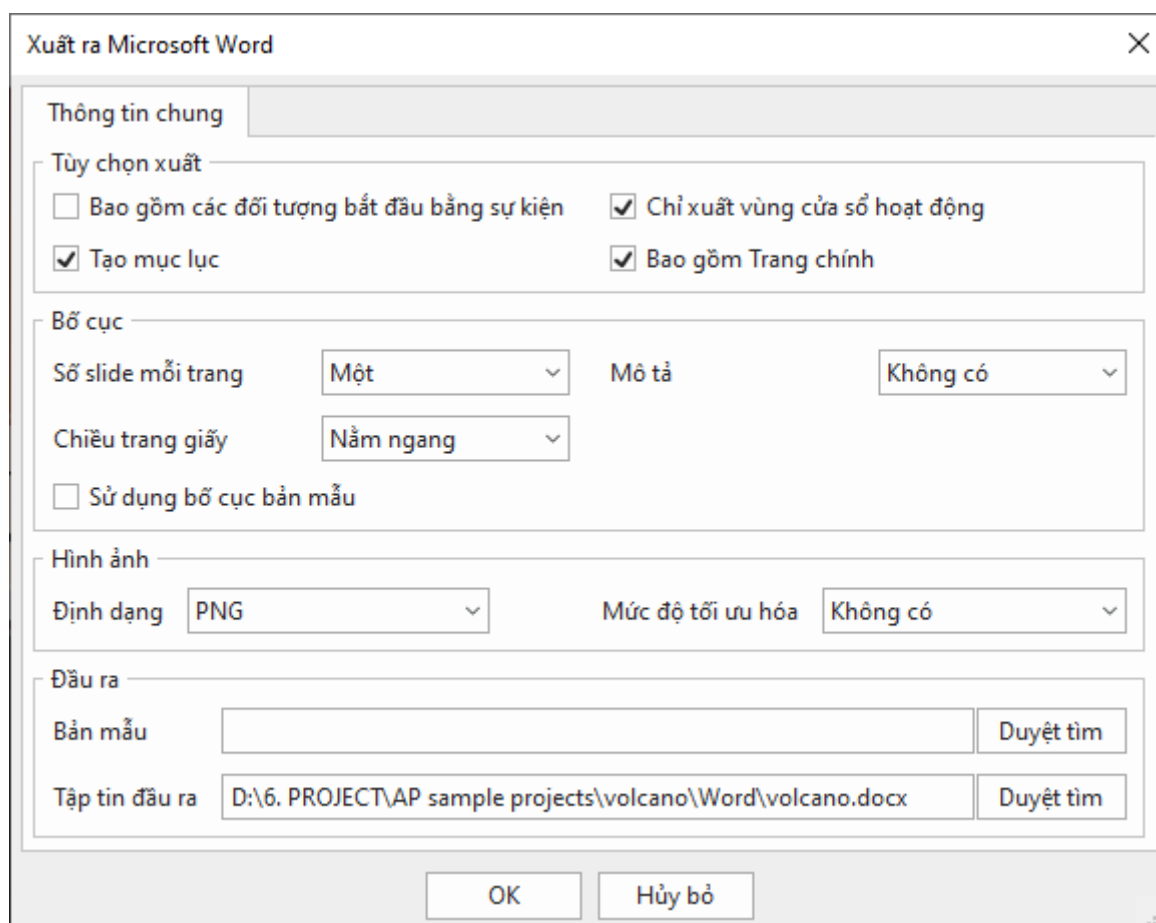 Xuất ra Microsoft Word
Thông tin chung
Tùy chọn xuất
Bao gồm các đối tượng bắt đầu bằng sự kiện
Chỉ xuất vùng cửa sổ hoạt động
Tạo mục lục
Bao gồm Trang chính
Bố cục
Số slide mỗi trang
Một
Mô tả
Không có
Chiều trang giấy
Nằm ngang
Sử dụng bố cục bản mẫu
Hình ảnh
Định dạng
PNG
Mức độ tối ưu hóa
Không có
Đầu ra
Bản mẫu
Duyệt tìm
Tập tin đầu ra
D:\6. PROJECT\AP sample projects\volcano\Word\volcano.docx
Duyệt tìm
OK
Hủy bỏ